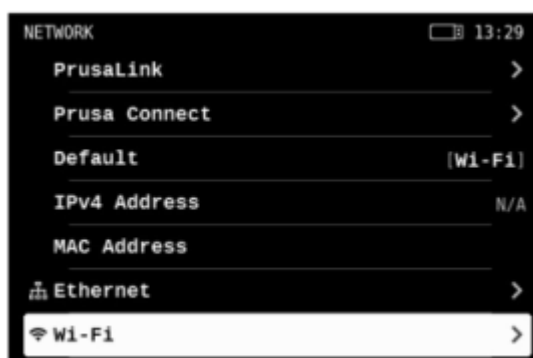 NETWORK 13:29
PrusaLink
Prusa Connect
Default [Wi-Fi]
IPv4 Address N/A
MAC Address
Ethernet
Wi-Fi